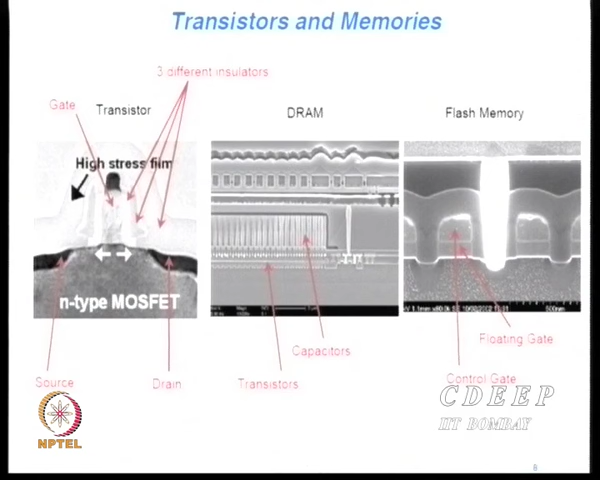 Transistors and Memories
3 different insulators
Gate
Transistor
DRAM
Flash Memory
High stress film
n-type MOSFET
Floating Gate
Capacitors
Source
Drain
Transistors
Control Gate
CDEEP
IIT BOMBAY
NPTEL
8